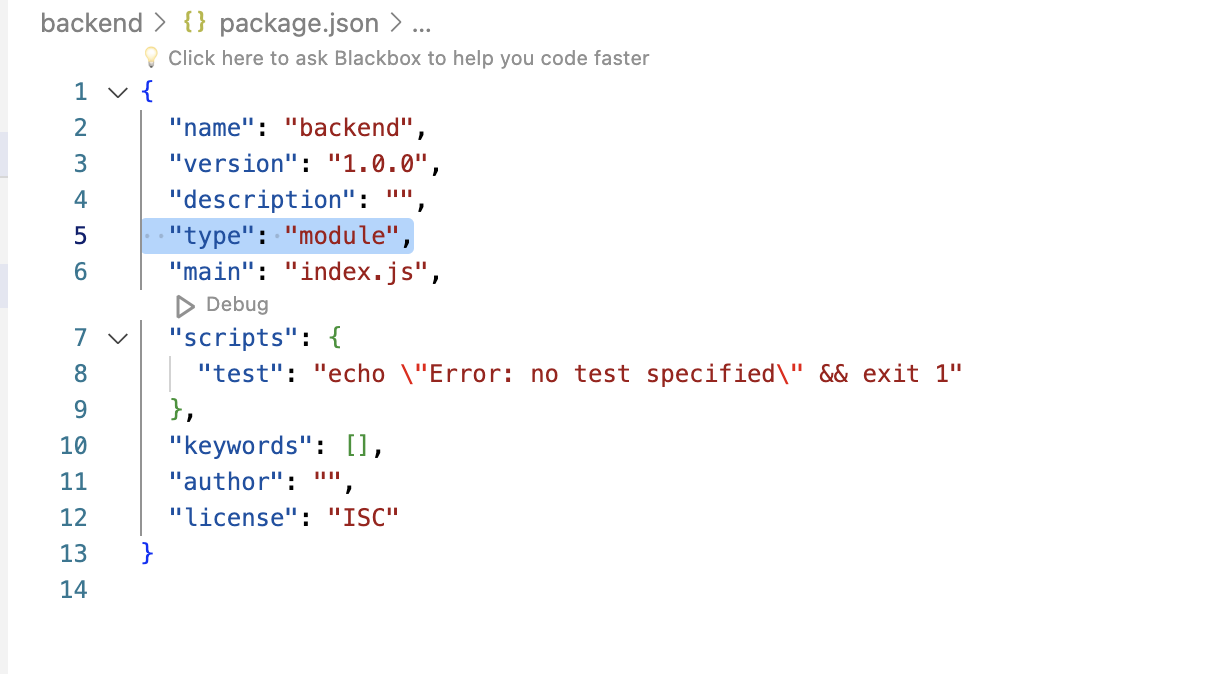 backend > {} package.json > ...
Click here to ask Blackbox to help you code faster
1 {
2 "name": "backend",
3 "version": "1.0.0",
4 "description": "",
5 "type": "module",
6 "main": "index.js",
Debug
7 "scripts": {
8 "test": "echo \"Error: no test specified\" && exit 1"
9 },
10 "keywords": [],
11 "author": "",
12 "license": "ISC"
13 }
14